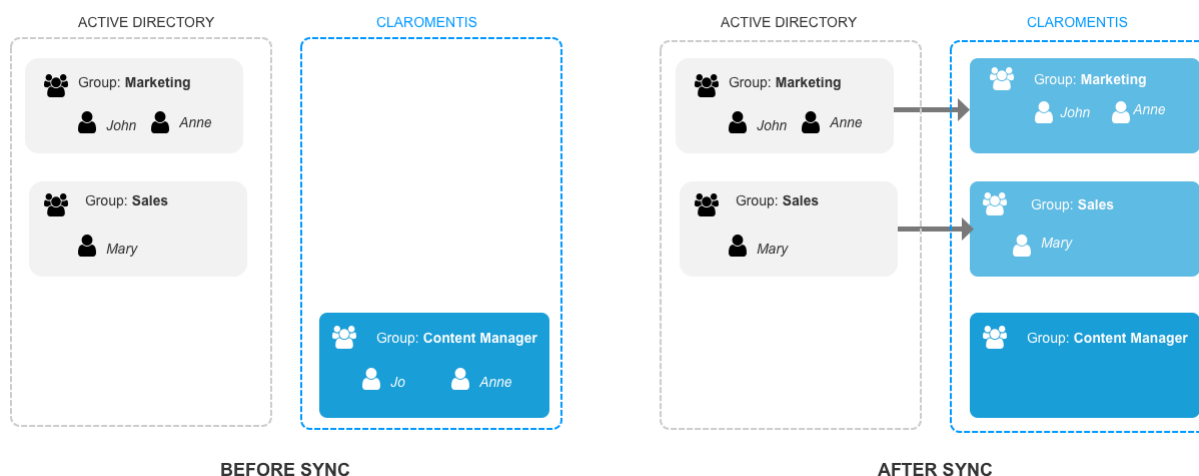 ACTIVE DIRECTORY
CLAROMENTIS
Group: Marketing
John
Anne
Group: Sales
Mary
Group: Content Manager
Jo
Anne
BEFORE SYNC
ACTIVE DIRECTORY
CLAROMENTIS
Group: Marketing
John
Anne
Group: Marketing
John
Anne
Group: Sales
Mary
Group: Sales
Mary
Group: Content Manager
AFTER SYNC